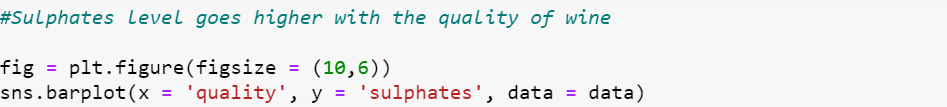 #Sulphates level goes higher with the quality of wine
fig = plt.figure(figsize = (10,6))
sns.barplot(x = 'quality', y = 'sulphates', data = data)